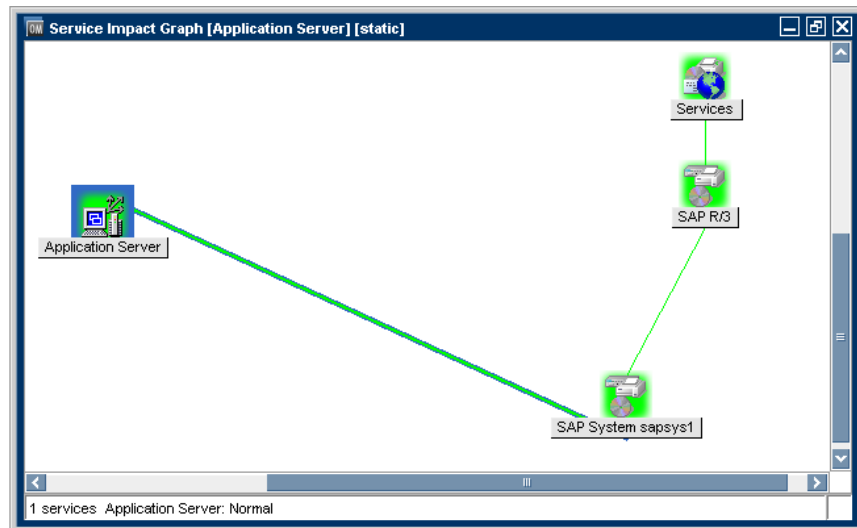 OM Service Impact Graph [Application Server] [static]
Services
SAP R/3
Application Server
SAP System sapsys1
1 services Application Server: Normal